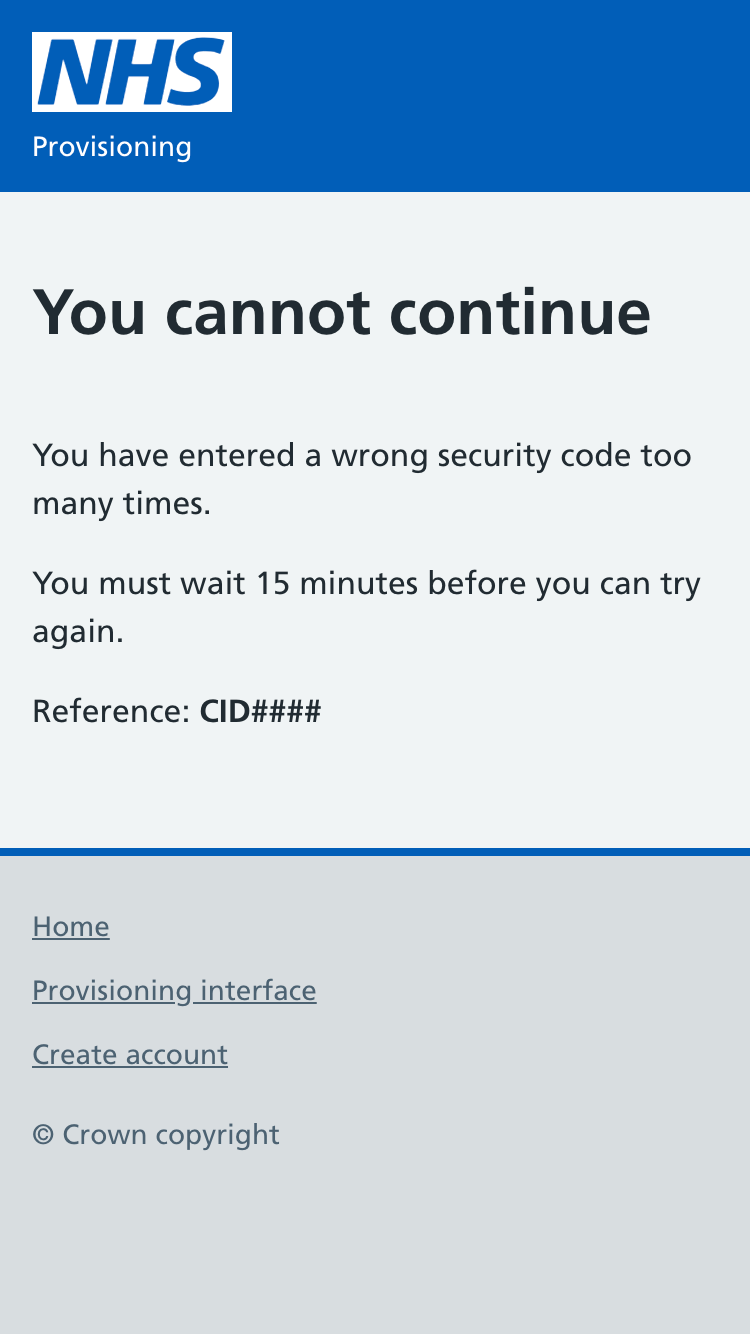 NHS
Provisioning
You cannot continue
You have entered a wrong security code too
many times.
You must wait 15 minutes before you can try
again.
Reference: CID####
Home
Provisioning interface
Create account
© Crown copyright